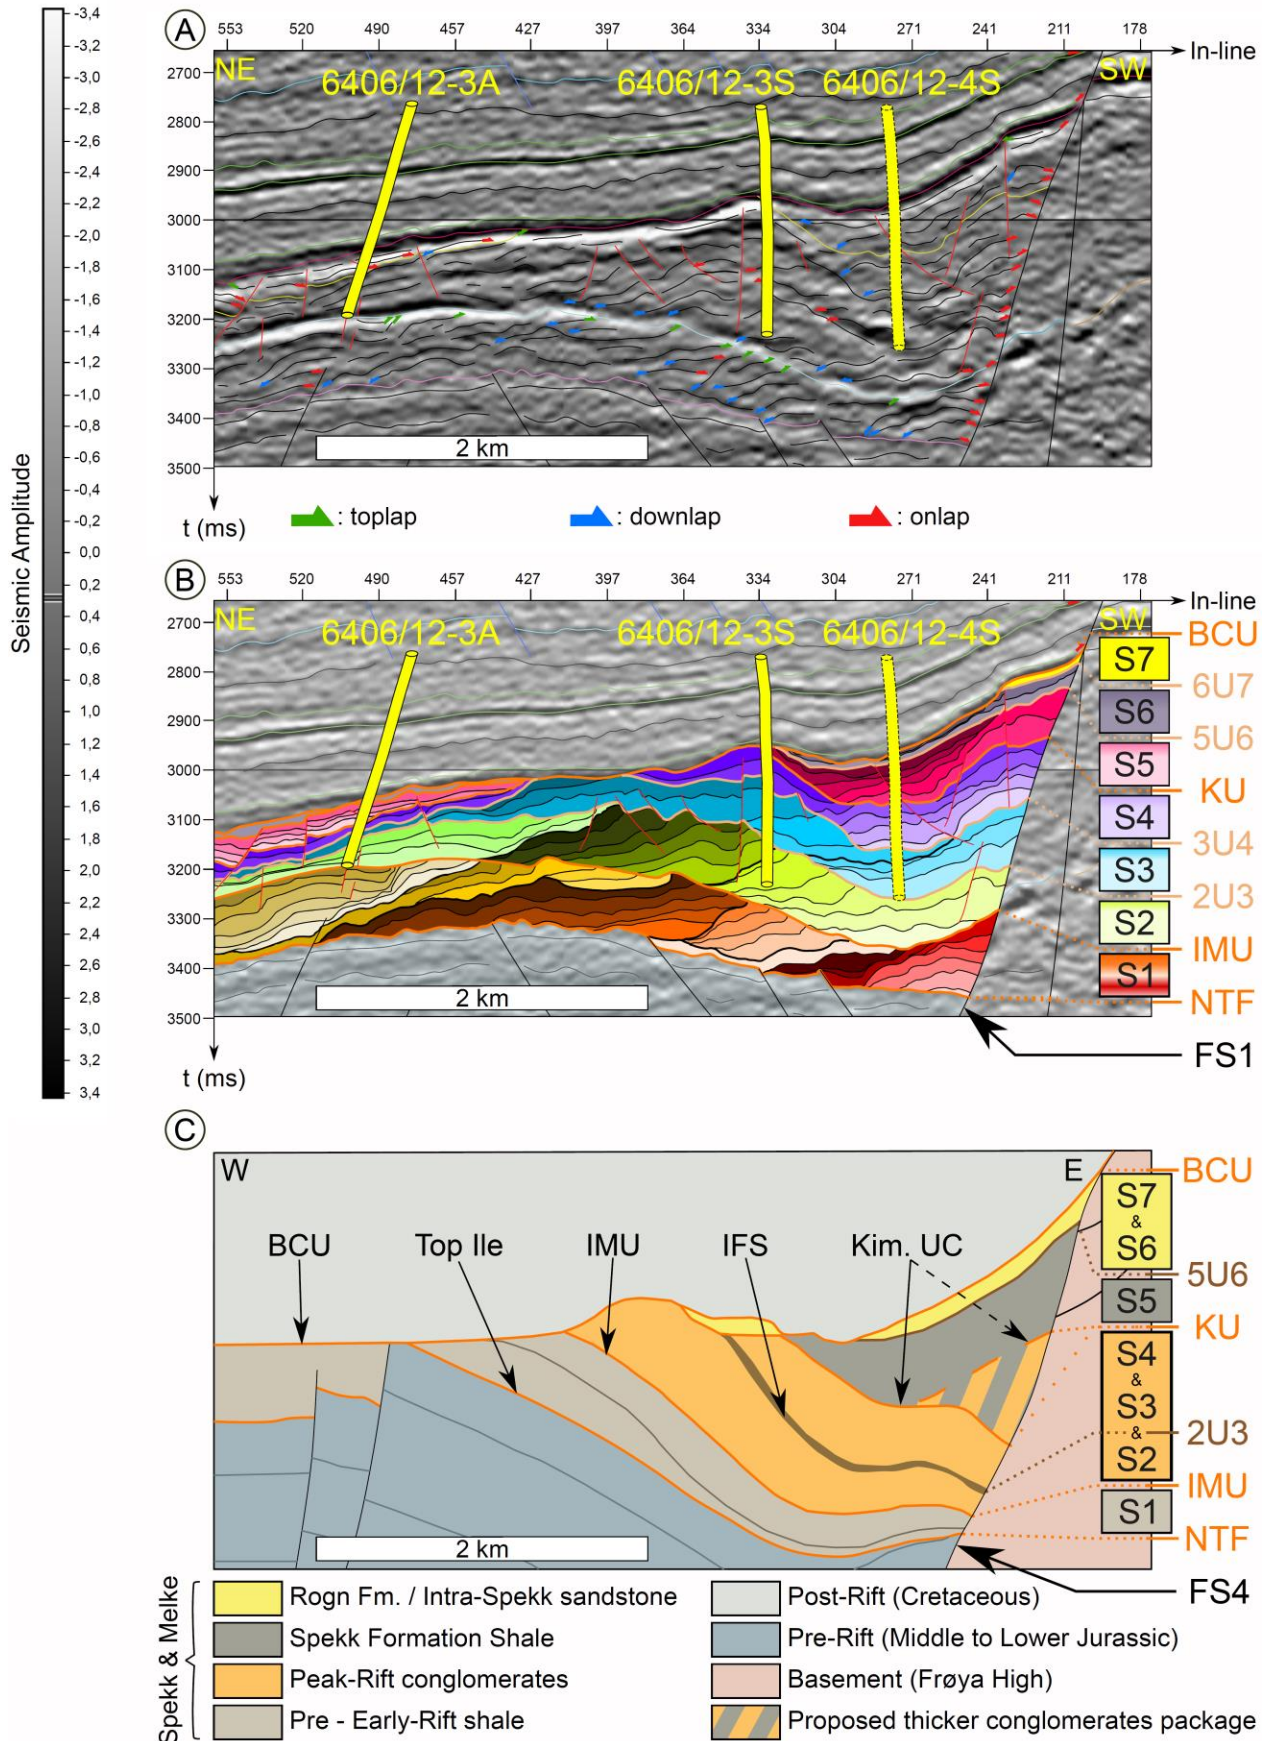 Seismic Amplitude
-3,4
-3,2
-3,0
-2,8
-2,6
-2,4
-2,2
-2,0
-1,8
-1,6
-1,4
-1,2
-1,0
-0,8
-0,6
-0,4
-0,2
0,0
0,2
0,4
0,6
0,8
1,0
1,2
1,4
1,6
1,8
2,0
2,2
2,4
2,6
2,8
3,0
3,2
3,4
A
553 520 490 457 427 397 364 334 304 271 241 211 178
In-line
NE
SW
6406/12-3A
6406/12-3S
6406/12-4S
2700
2800
2900
3000
3100
3200
3300
3400
3500
2 km
t (ms)
: toplap
: downlap
: onlap
B
553 520 490 457 427 397 364 334 304 271 241 211 178
In-line
NE
SW
6406/12-3A
6406/12-3S
6406/12-4S
2700
2800
2900
3000
3100
3200
3300
3400
3500
2 km
t (ms)
BCU
S7
6U7
S6
5U6
S5
KU
S4
3U4
S3
2U3
S2
IMU
S1
NTF
FS1
C
W
E
BCU
Top Ile
IMU
IFS
Kim. UC
2 km
BCU
S7
&
S6
5U6
S5
KU
S4
&
S3
&
S2
2U3
IMU
S1
NTF
FS4
Spekk & Melke
Rogn Fm. / Intra-Spekk sandstone
Spekk Formation Shale
Peak-Rift conglomerates
Pre - Early-Rift shale
Post-Rift (Cretaceous)
Pre-Rift (Middle to Lower Jurassic)
Basement (Frøya High)
Proposed thicker conglomerates package